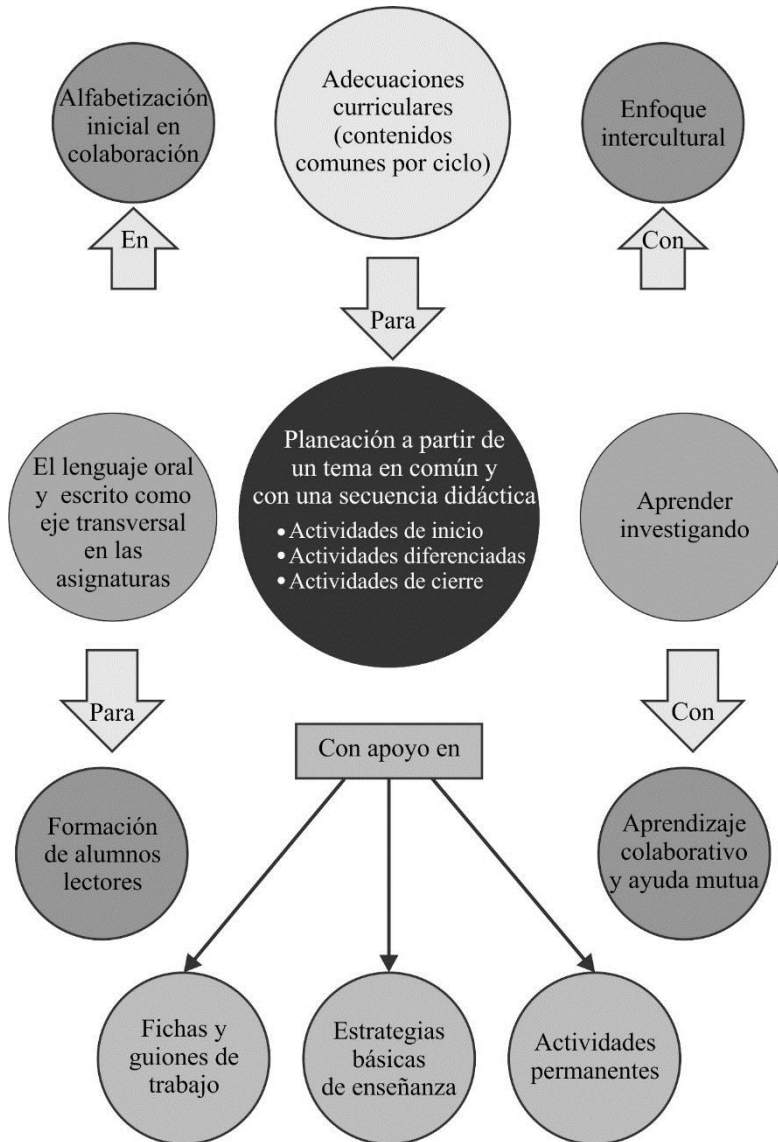 Alfabetización
inicial en
colaboración
Adecuaciones
curriculares
(contenidos
comunes por ciclo)
Enfoque
intercultural
En
Para
Con
El lenguaje oral
y escrito como
eje transversal
en las
asignaturas
Planeación a partir de
un tema en común y
con una secuencia didáctica
• Actividades de inicio
• Actividades diferenciadas
• Actividades de cierre
Aprender
investigando
Para
Con
Con apoyo en
Formación
de alumnos
lectores
Aprendizaje
colaborativo
y ayuda mutua
Fichas y
guiones de
trabajo
Estrategias
básicas
de enseñanza
Actividades
permanentes